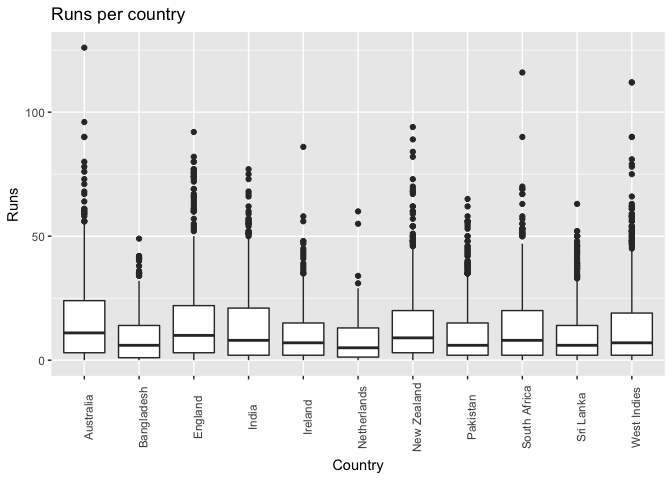 Runs per country
100
50
0
Runs
Australia
Bangladesh
England
India
Ireland
Netherlands
New Zealand
Pakistan
South Africa
Sri Lanka
West Indies
Country